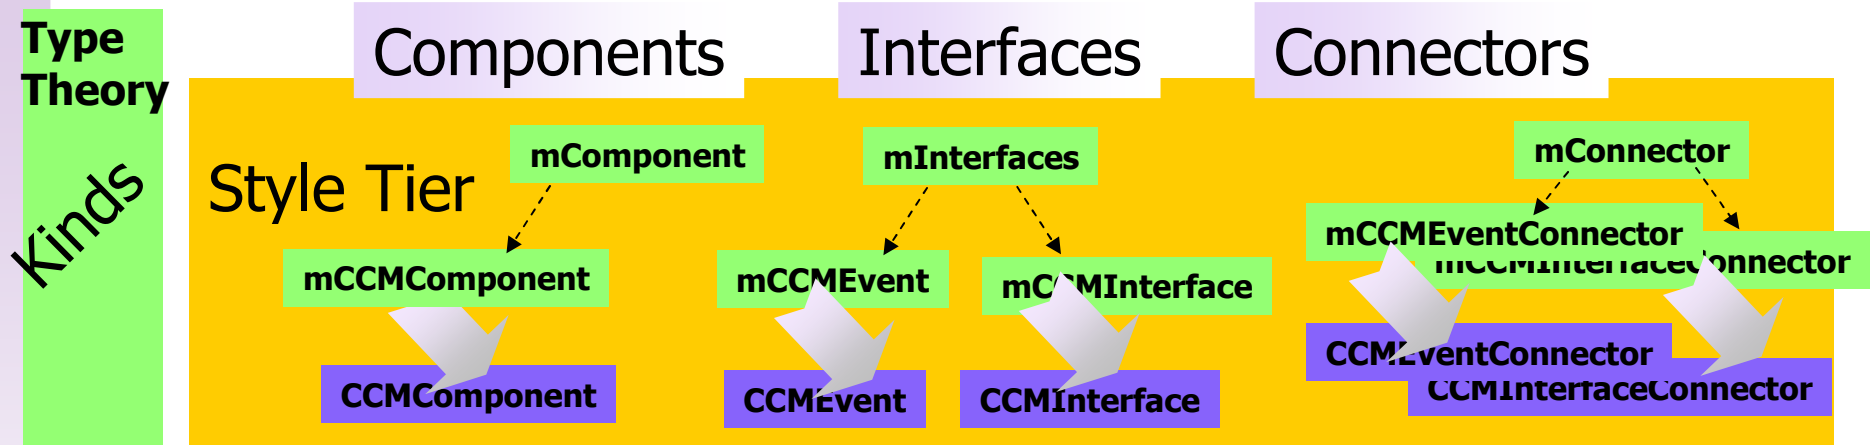 Type
Theory
Kinds
Components
Interfaces
Connectors
Style Tier
mComponent
mInterfaces
mConnector
mCCMComponent
mCCMEvent
mCCMInterface
mCCMEventConnector
mCCMInterfaceConnector
CCMComponent
CCMEvent
CCMInterface
CCMEventConnector
CCMInterfaceConnector